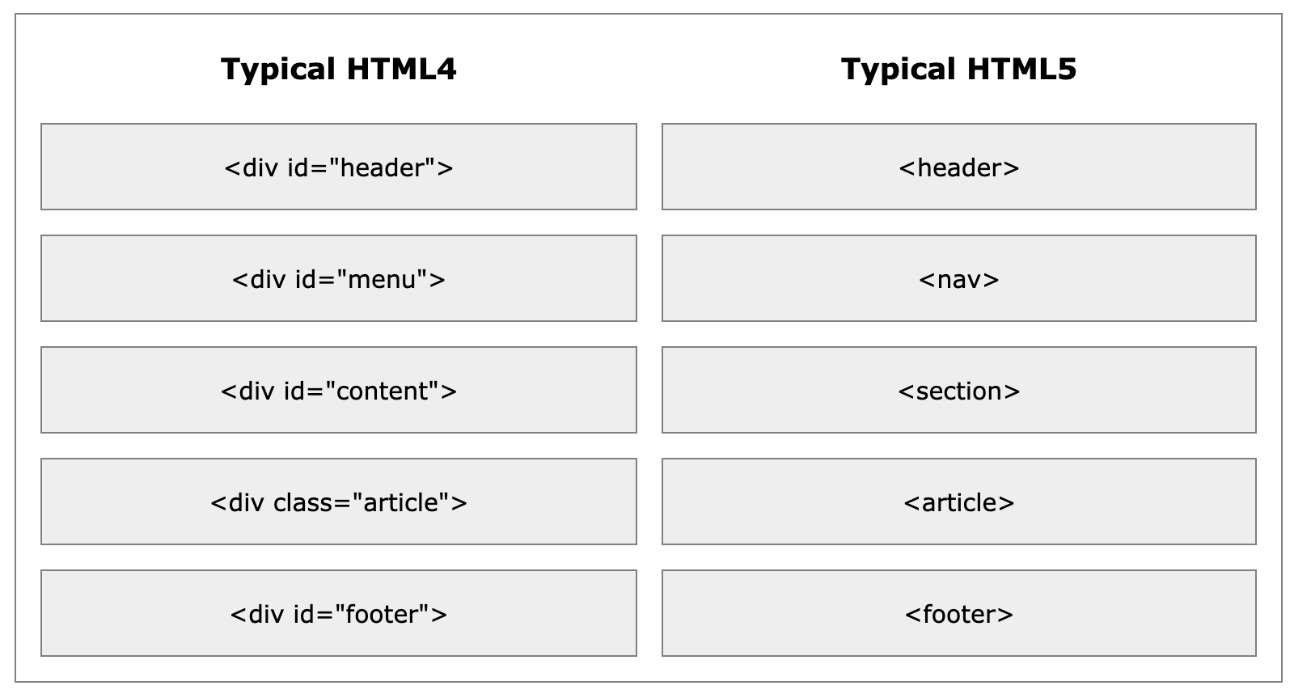 Typical HTML4
Typical HTML5
<div id="header">
<header>
<div id="menu">
<nav>
<div id="content">
<section>
<div class="article">
<article>
<div id="footer">
<footer>